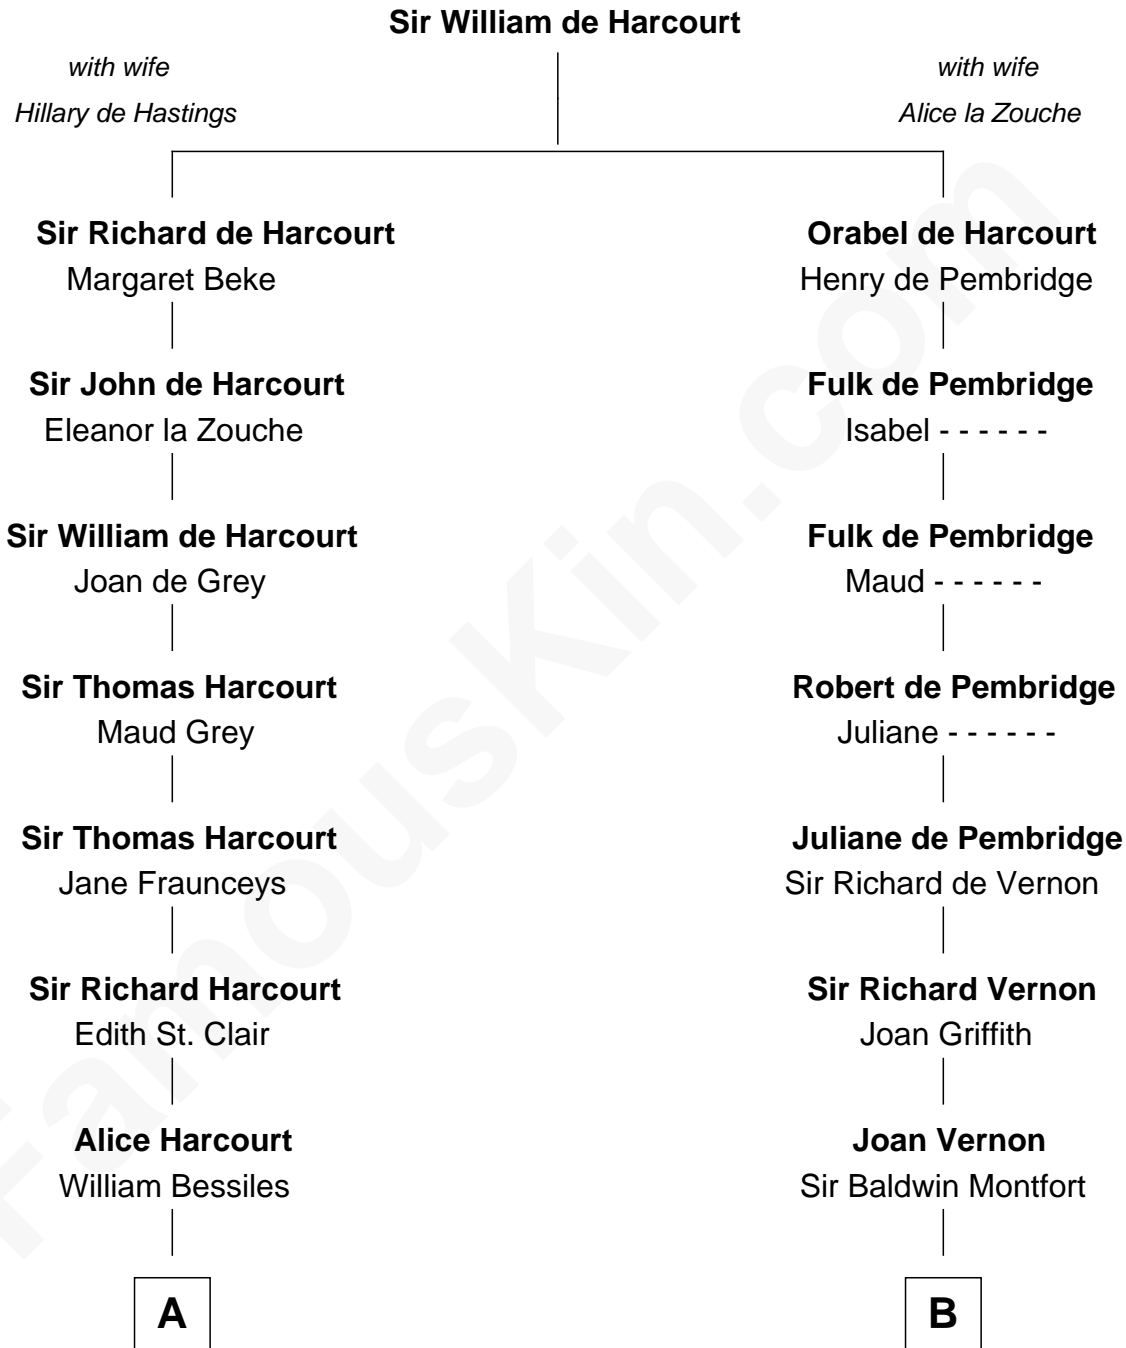 Sir William de Harcourt
with wife
Hillary de Hastings
with wife
Alice la Zouche
Sir Richard de Harcourt
Margaret Beke
Orabel de Harcourt
Henry de Pembridge
Sir John de Harcourt
Eleanor la Zouche
Fulk de Pembridge
Isabel - - - - - -
Sir William de Harcourt
Joan de Grey
Fulk de Pembridge
Maud - - - - - -
Sir Thomas Harcourt
Maud Grey
Robert de Pembridge
Juliane - - - - - -
Sir Thomas Harcourt
Jane Fraunceys
Juliane de Pembridge
Sir Richard de Vernon
Sir Richard Harcourt
Edith St. Clair
Sir Richard Vernon
Joan Griffith
Alice Harcourt
William Bessiles
Joan Vernon
Sir Baldwin Montfort
A
B
FamousKin.com